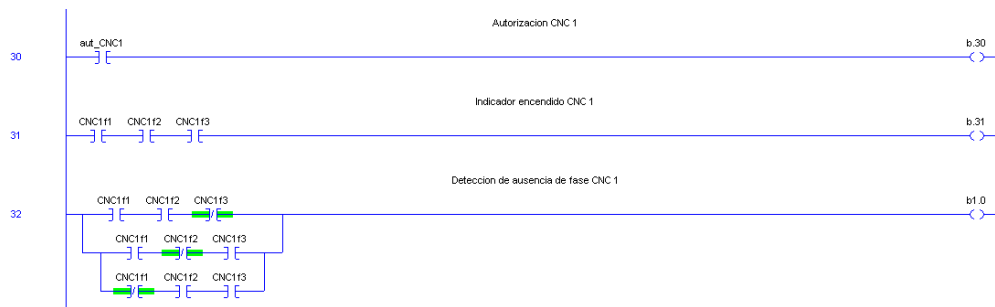 Autorizacion CNC 1
aut_CNC1
b.30
30
Indicador encendido CNC 1
CNC1f1 CNC1f2 CNC1f3
b.31
31
Deteccion de ausencia de fase CNC 1
CNC1f1 CNC1f2 CNC1f3
b1.0
32
CNC1f1 CNC1f2 CNC1f3
CNC1f1 CNC1f2 CNC1f3